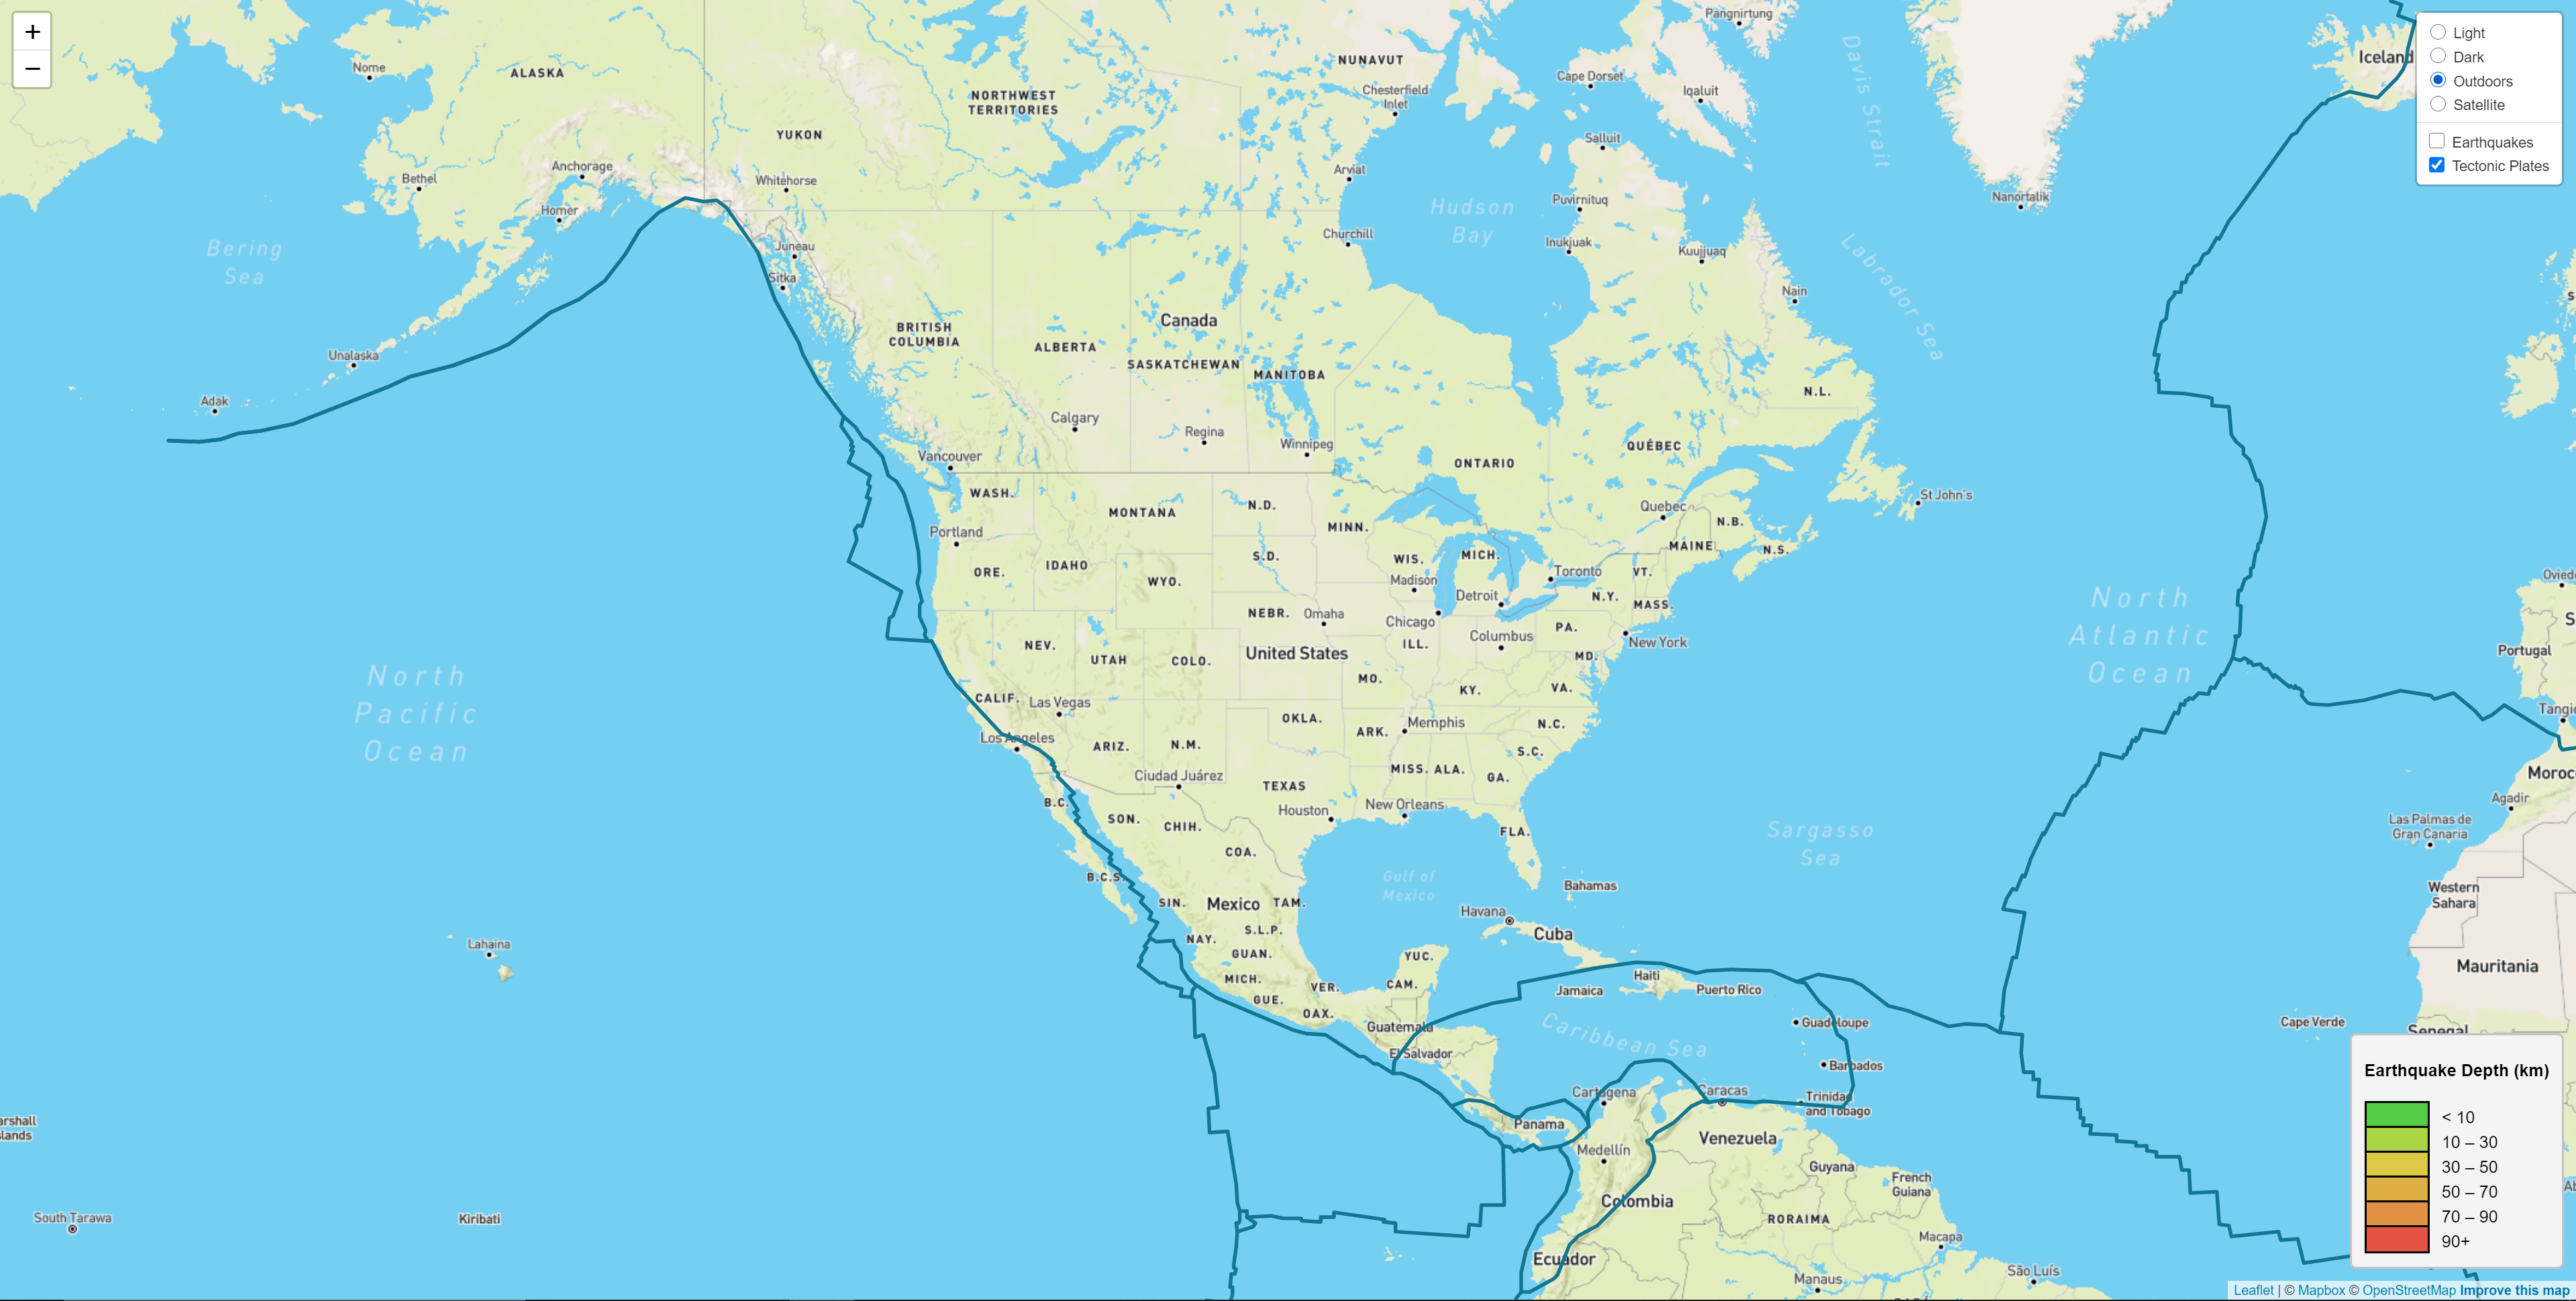 +
−
Light
Dark
Outdoors
Satellite
Earthquakes
Tectonic Plates
Pangnirtung
Iceland
Nome
ALASKA
NUNAVUT
Cape Dorset
Iqaluit
Davis Strait
Chesterfield
Inlet
NORTHWEST
TERRITORIES
YUKON
Salluit
Anchorage
Bethel
Whitehorse
Arviat
Puvirnituq
Nanortalik
Homer
Hudson
Bay
Churchill
Inukjuak
Kuujjuaq
Labrador Sea
Bering
Sea
Juneau
Sitka
Nain
Canada
BRITISH
COLUMBIA
ALBERTA
Unalaska
SASKATCHEWAN
MANITOBA
N.L.
Adak
Calgary
Regina
Winnipeg
QUÉBEC
Vancouver
ONTARIO
WASH.
St John's
MONTANA
N.D.
Quebec
N.B.
MINN.
Portland
MAINE
N.S.
S.D.
WIS.
MICH.
IDAHO
ORE.
Toronto
VT.
WYO.
Madison
Detroit
N.Y.
MASS.
North
Atlantic
Ocean
NEBR.
Omaha
Chicago
PA.
Columbus
New York
NEV.
ILL.
United States
UTAH
COLO.
MD.
Portugal
North
Pacific
Ocean
MO.
KY.
VA.
CALIF.
Las Vegas
OKLA.
ARK.
Memphis
N.C.
Los Angeles
ARIZ.
N.M.
S.C.
MISS.
ALA.
GA.
Ciudad Juárez
TEXAS
Agadir
B.C.
Houston
New Orleans
SON.
CHIH.
FLA.
Sargasso
Sea
Las Palmas de
Gran Canaria
COA.
B.C.S.
Gulf of
Mexico
Bahamas
Western
Sahara
SIN.
Mexico
TAM.
Havana
Cuba
NAY.
S.L.P.
Lahaina
GUAN.
YUC.
Mauritania
MICH.
VER.
CAM.
Haiti
Jamaica
Puerto Rico
GUE.
OAX.
Guatemala
Caribbean Sea
Guadeloupe
Cape Verde
Senegal
El Salvador
Barbados
Cartagena
Caracas
Trinidad
and Tobago
Panama
Medellín
Venezuela
Guyana
French
Guiana
Colombia
RORAIMA
South Tarawa
Kiribati
Macapa
Ecuador
Manaus
São Luís
Earthquake Depth (km)
< 10
10 – 30
30 – 50
50 – 70
70 – 90
90+
Leaflet | © Mapbox © OpenStreetMap Improve this map